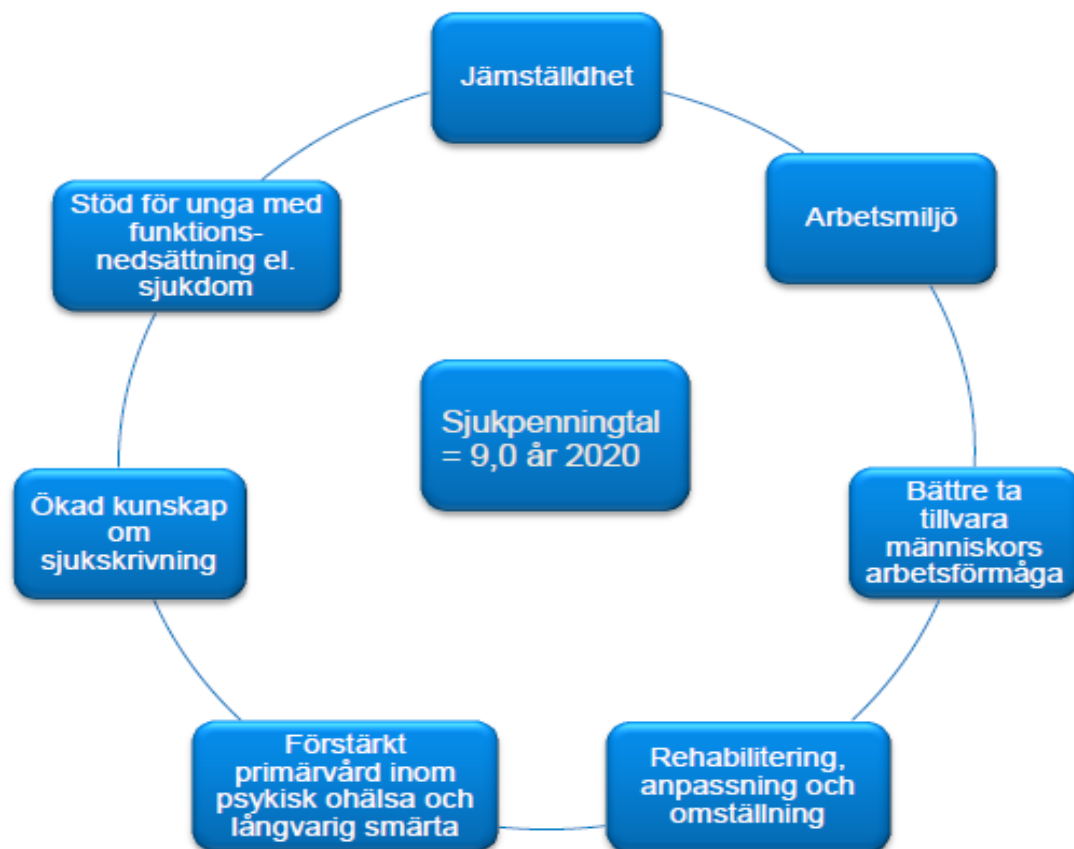 Jämställdhet
Arbetsmiljö
Bättre ta
tillvara
människors
arbetsförmåga
Rehabilitering,
anpassning och
omställning
Förstärkt
primärvård inom
psykisk ohälsa och
långvarig smärta
Ökad kunskap
om
sjukskrivning
Stöd för unga med
funktions-
nedsättning el.
sjukdom
Sjukpenningtal
= 9,0 år 2020